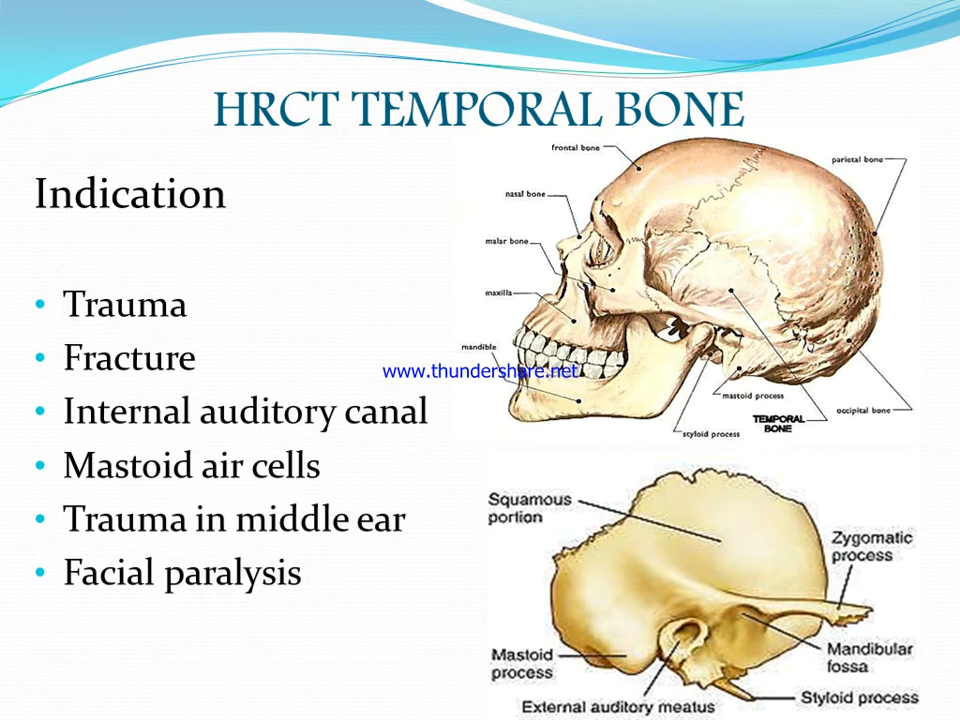 HRCT TEMPORAL BONE
Indication
• Trauma
• Fracture
• Internal auditory canal
• Mastoid air cells
• Trauma in middle ear
• Facial paralysis
frontal bone
parietal bone
nasal bone
malar bone
maxilla
mandible
www.thundershare.net
mastoid process
TEMPORAL
BONE
occipital bone
styloid process
Squamous
portion
Zygomatic
process
Mandibular
fossa
Mastoid
process
Styloid process
External auditory meatus